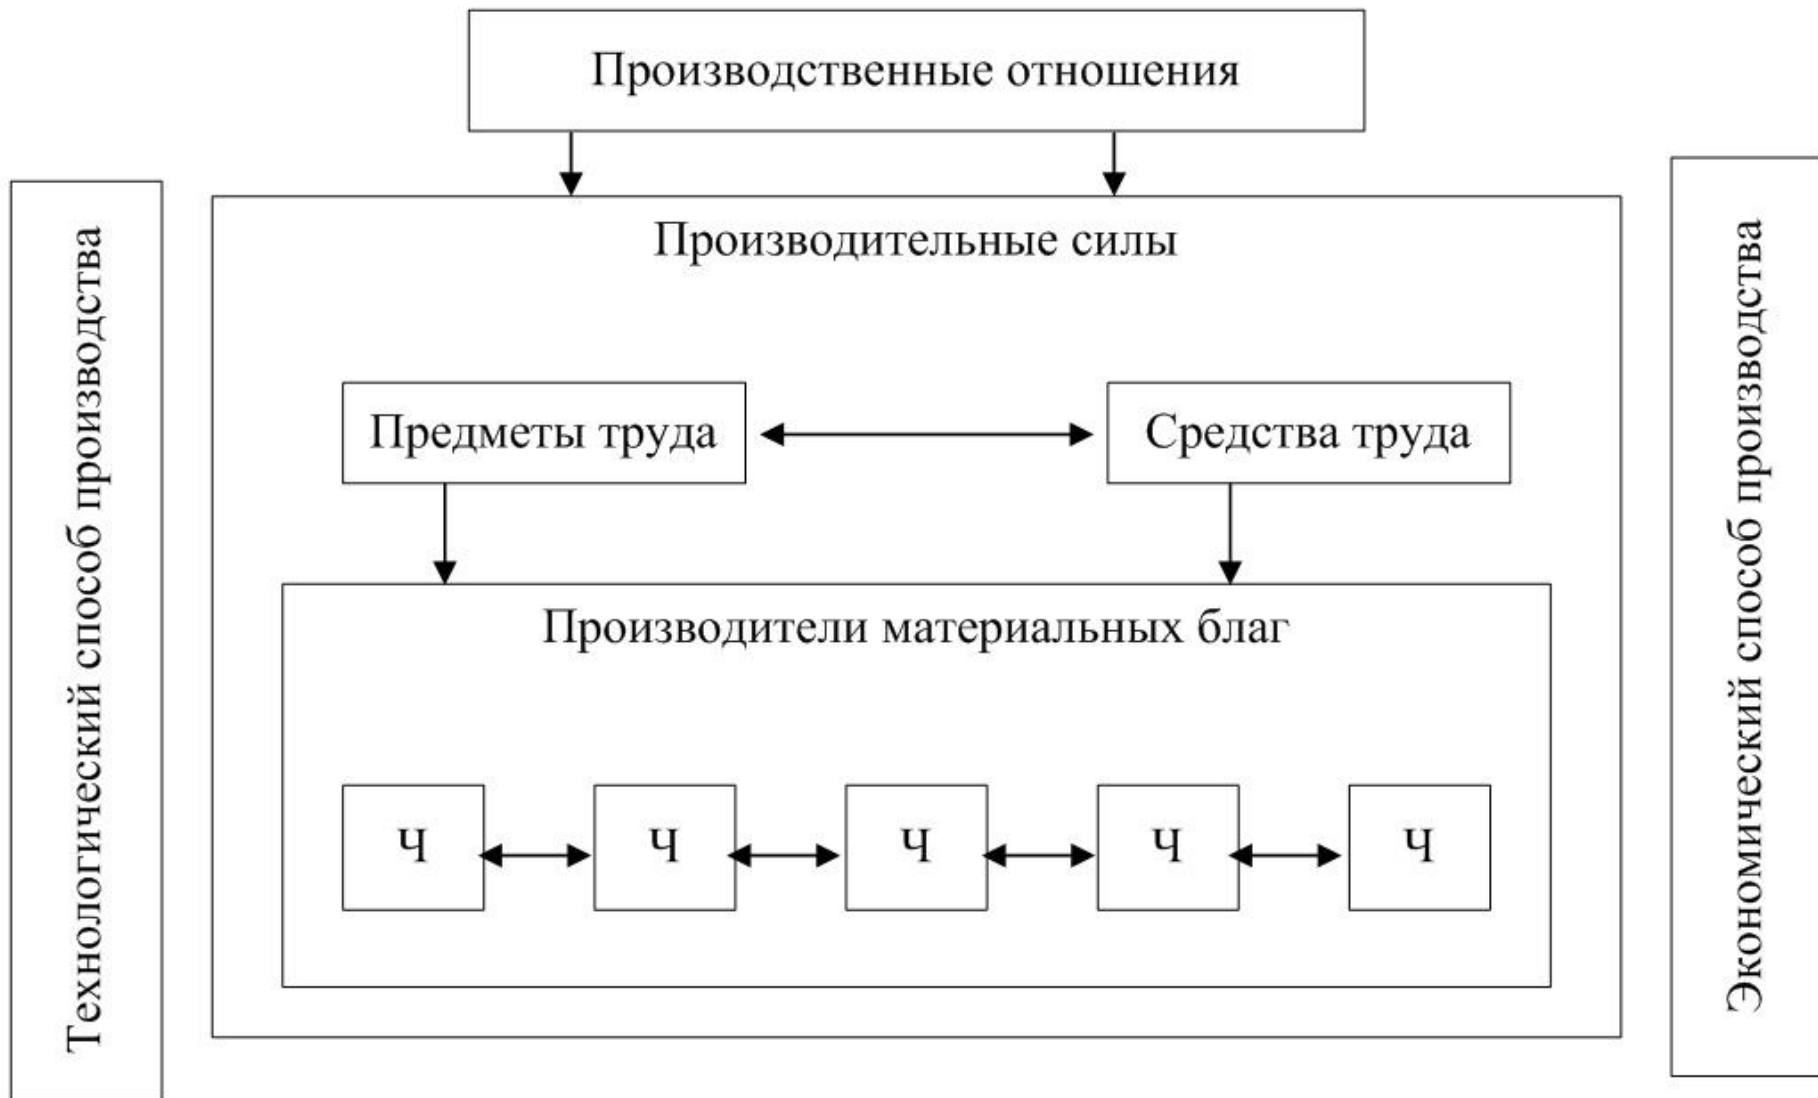 Производственные отношения
Технологический способ производства
Производительные силы
Экономический способ производства
Предметы труда
Средства труда
Производители материальных благ
Ч
Ч
Ч
Ч
Ч